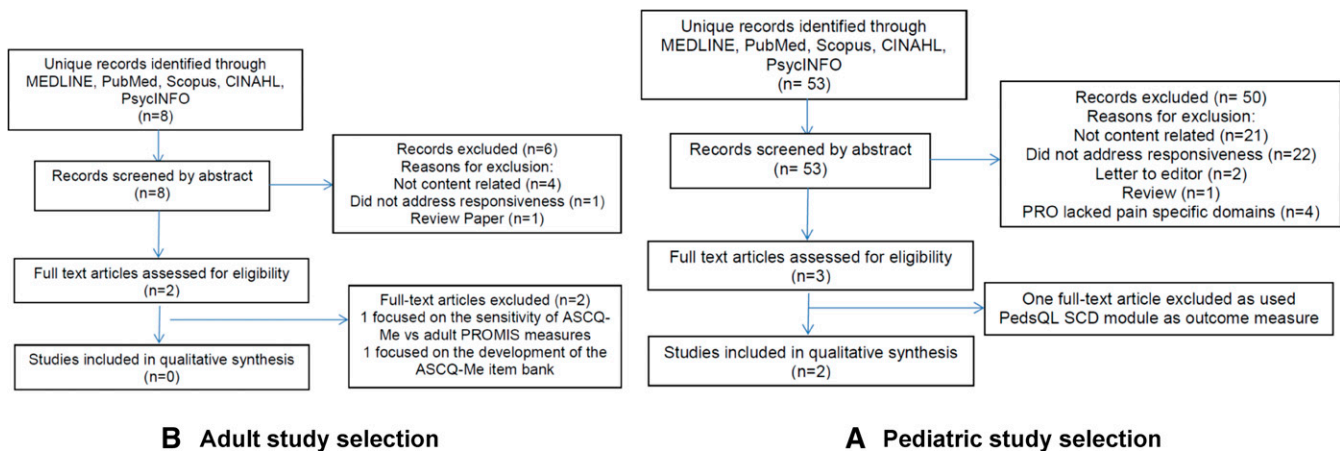 Unique records identified through
MEDLINE, PubMed, Scopus, CINAHL,
PsycINFO
(n=8)
Records screened by abstract
(n=8)
Records excluded (n=6)
Reasons for exclusion:
Not content related (n=4)
Did not address responsiveness (n=1)
Review Paper (n=1)
Full text articles assessed for eligibility
(n=2)
Full-text articles excluded (n=2)
1 focused on the sensitivity of ASCQ-
Me vs adult PROMIS measures
1 focused on the development of the
ASCQ-Me item bank
Studies included in qualitative synthesis
(n=0)
B Adult study selection
Unique records identified through
MEDLINE, PubMed, Scopus, CINAHL,
PsycINFO
(n= 53)
Records screened by abstract
(n= 53)
Records excluded (n= 50)
Reasons for exclusion:
Not content related (n=21)
Did not address responsiveness (n=22)
Letter to editor (n=2)
Review (n=1)
PRO lacked pain specific domains (n=4)
Full text articles assessed for eligibility
(n=3)
One full-text article excluded as used
PedsQL SCD module as outcome measure
Studies included in qualitative synthesis
(n=2)
A Pediatric study selection